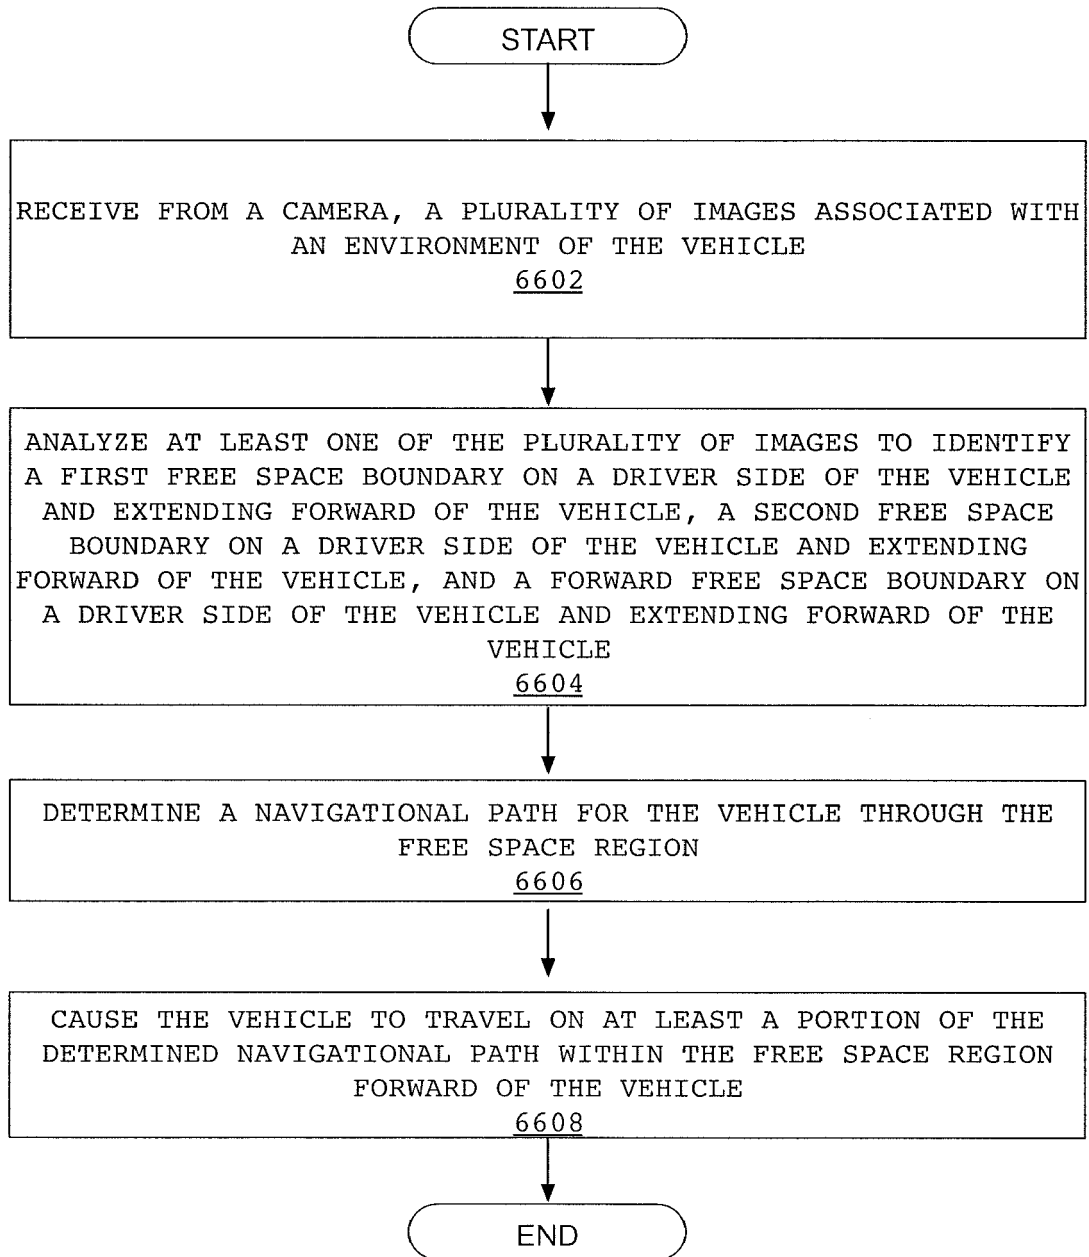 START
RECEIVE FROM A CAMERA, A PLURALITY OF IMAGES ASSOCIATED WITH
AN ENVIRONMENT OF THE VEHICLE
6602
ANALYZE AT LEAST ONE OF THE PLURALITY OF IMAGES TO IDENTIFY
A FIRST FREE SPACE BOUNDARY ON A DRIVER SIDE OF THE VEHICLE
AND EXTENDING FORWARD OF THE VEHICLE, A SECOND FREE SPACE
BOUNDARY ON A DRIVER SIDE OF THE VEHICLE AND EXTENDING
FORWARD OF THE VEHICLE, AND A FORWARD FREE SPACE BOUNDARY ON
A DRIVER SIDE OF THE VEHICLE AND EXTENDING FORWARD OF THE
VEHICLE
6604
DETERMINE A NAVIGATIONAL PATH FOR THE VEHICLE THROUGH THE
FREE SPACE REGION
6606
CAUSE THE VEHICLE TO TRAVEL ON AT LEAST A PORTION OF THE
DETERMINED NAVIGATIONAL PATH WITHIN THE FREE SPACE REGION
FORWARD OF THE VEHICLE
6608
END